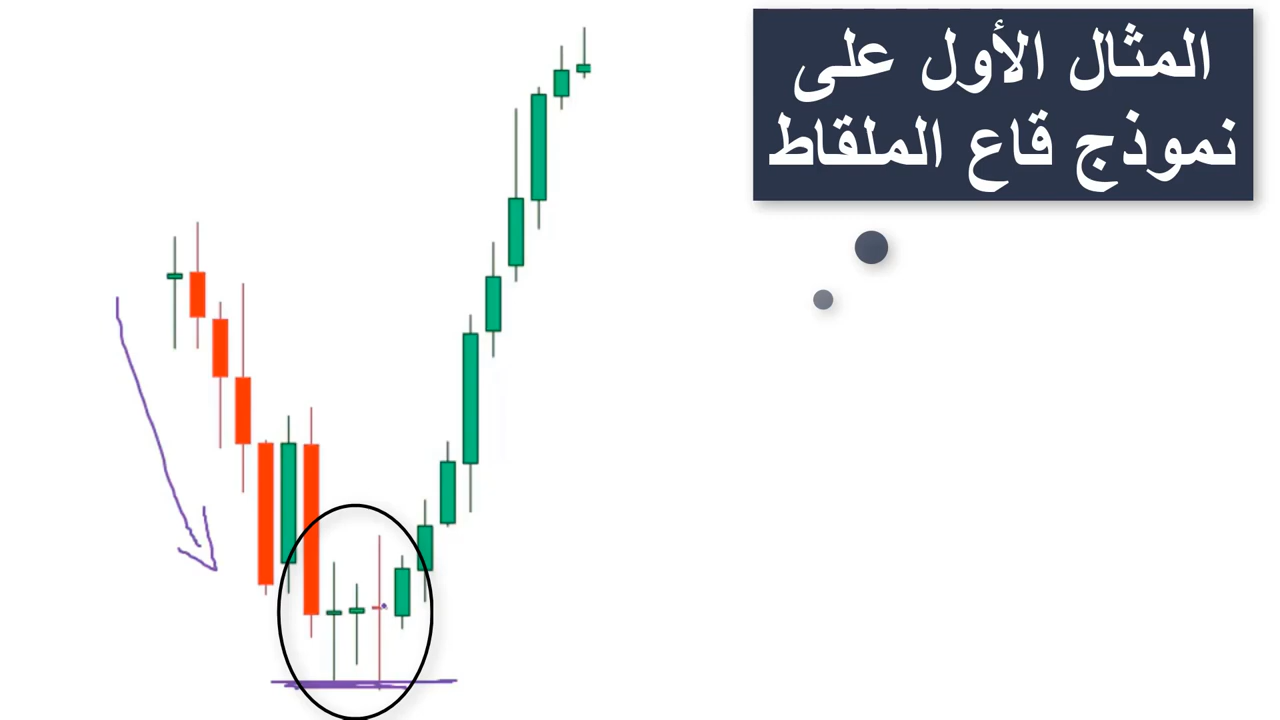 المثال الأول على
نموذج قاع الملقاط